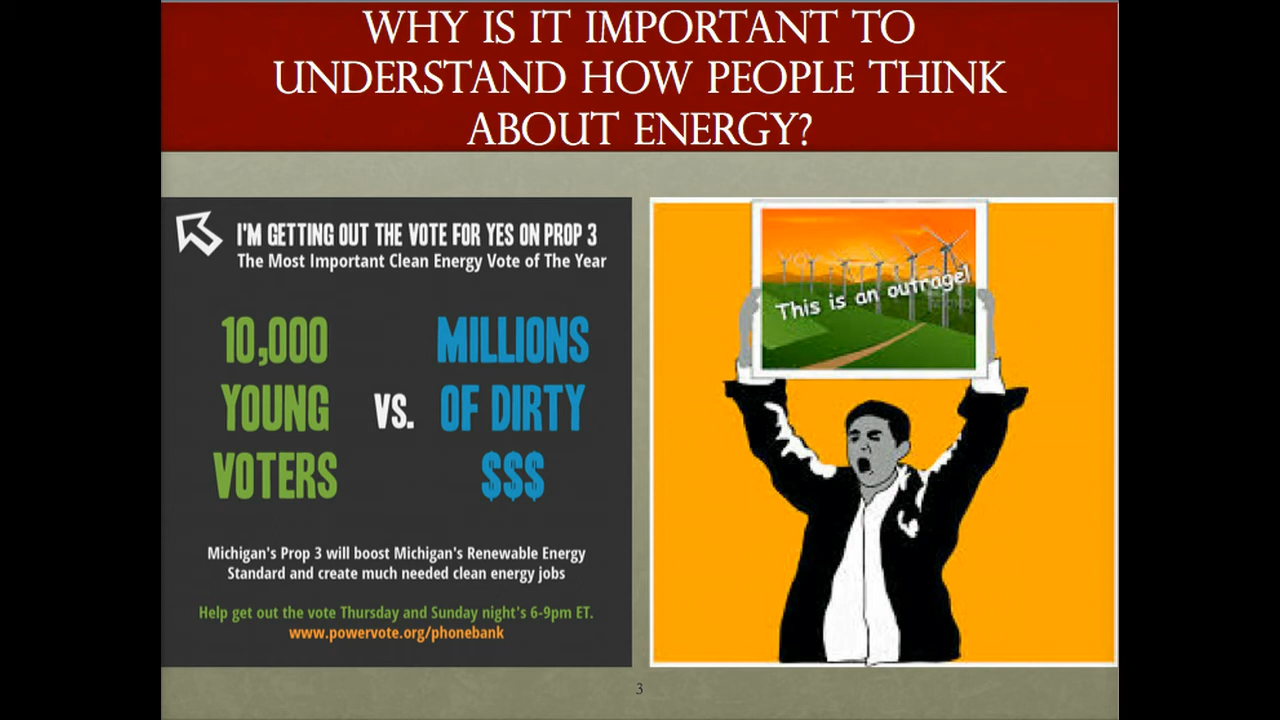 WHY IS IT IMPORTANT TO
UNDERSTAND HOW PEOPLE THINK
ABOUT ENERGY?
I'M GETTING OUT THE VOTE FOR YES ON PROP 3
The Most Important Clean Energy Vote of The Year
10,000
YOUNG
VOTERS
VS.
MILLIONS
OF DIRTY
$$$
Michigan's Prop 3 will boost Michigan's Renewable Energy
Standard and create much needed clean energy jobs
Help get out the vote Thursday and Sunday night's 6-9pm ET.
www.powervote.org/phonebank
This is an outrage!
3